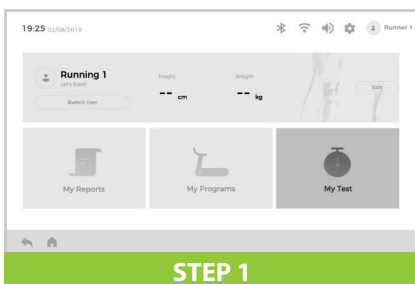 19:25 02/08/2019
Runner 1
Running 1
Let's Start!
Switch User
Height
-- cm
Weight
-- kg
Edit
My Reports
My Programs
My Test
STEP 1